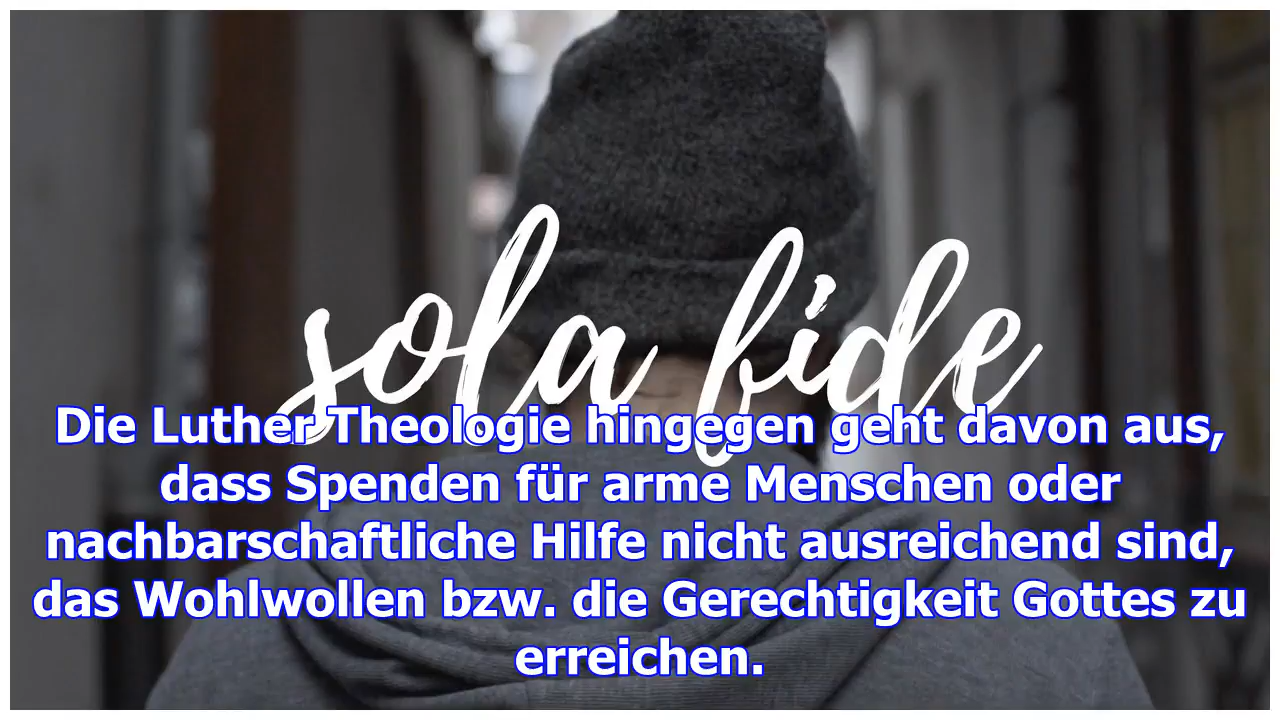 sola fide
Die Luther Theologie hingegen geht davon aus,
dass Spenden für arme Menschen oder
nachbarschaftliche Hilfe nicht ausreichend sind,
das Wohlwollen bzw. die Gerechtigkeit Gottes zu
erreichen.